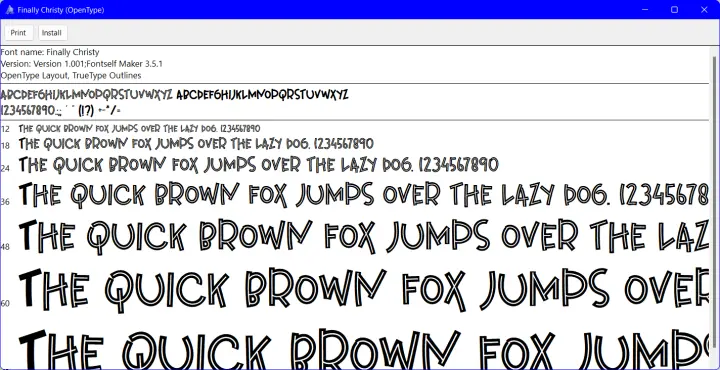 Finally Christy (OpenType)
Print Install
Font name: Finally Christy
Version: Version 1.001;Fontself Maker 3.5.1
OpenType Layout, TrueType Outlines
ABCDEFGHIJKLMNOPQRSTUVWXYZ ABCDEFGHIJKLMNOPQRSTUVWXYZ
1234567890.:,; ' " (!?) +-*/=
12 THE QUICK BROWN FOX JUMPS OVER THE LAZY DOG. 1234567890
18 THE QUICK BROWN FOX JUMPS OVER THE LAZY DOG. 1234567890
24 THE QUICK BROWN FOX JUMPS OVER THE LAZY DOG. 1234567890
36 THE QUICK BROWN FOX JUMPS OVER THE LAZY DOG. 12345678
48 THE QUICK BROWN FOX JUMPS OVER THE LAZ
60 THE QUICK BROWN FOX JUMPS OVER
THE QUICK BROWN FOX JUMPS